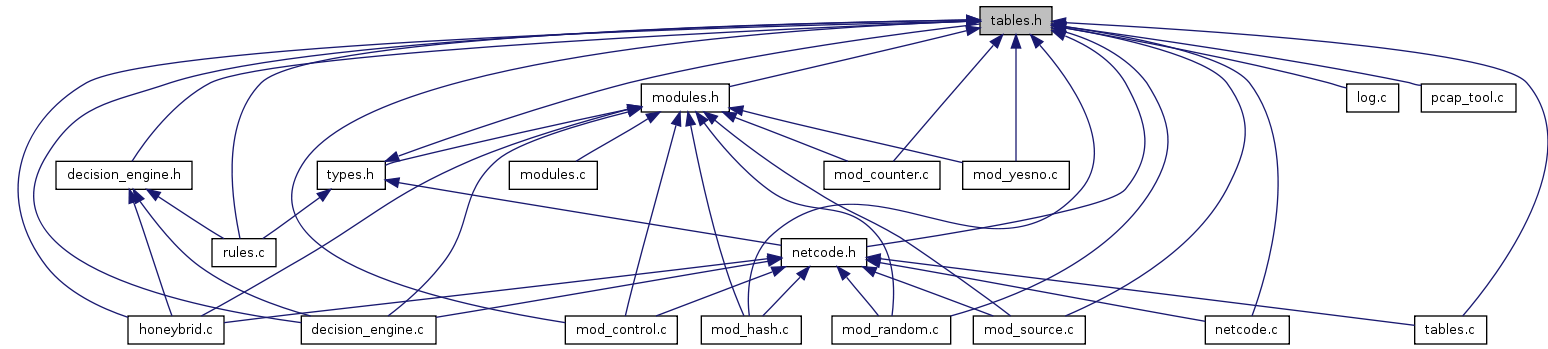 tables.h
modules.h
log.c
pcap_tool.c
decision_engine.h
types.h
modules.c
mod_counter.c
mod_yesno.c
rules.c
netcode.h
honeybrid.c
decision_engine.c
mod_control.c
mod_hash.c
mod_random.c
mod_source.c
netcode.c
tables.c